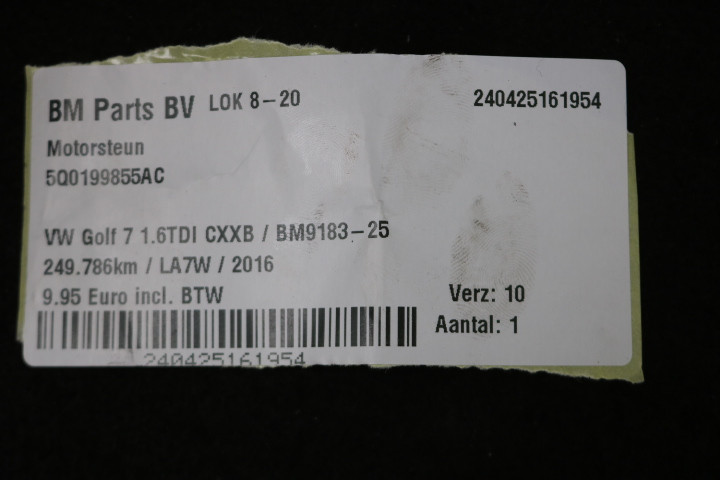 BM Parts BV LOK 8-20 240425161954
Motorsteun
5Q0199855AC
VW Golf 7 1.6TDI CXXB / BM9183-25
249.786km / LA7W / 2016
9.95 Euro incl. BTW Verz: 10
Aantal: 1
240425161954